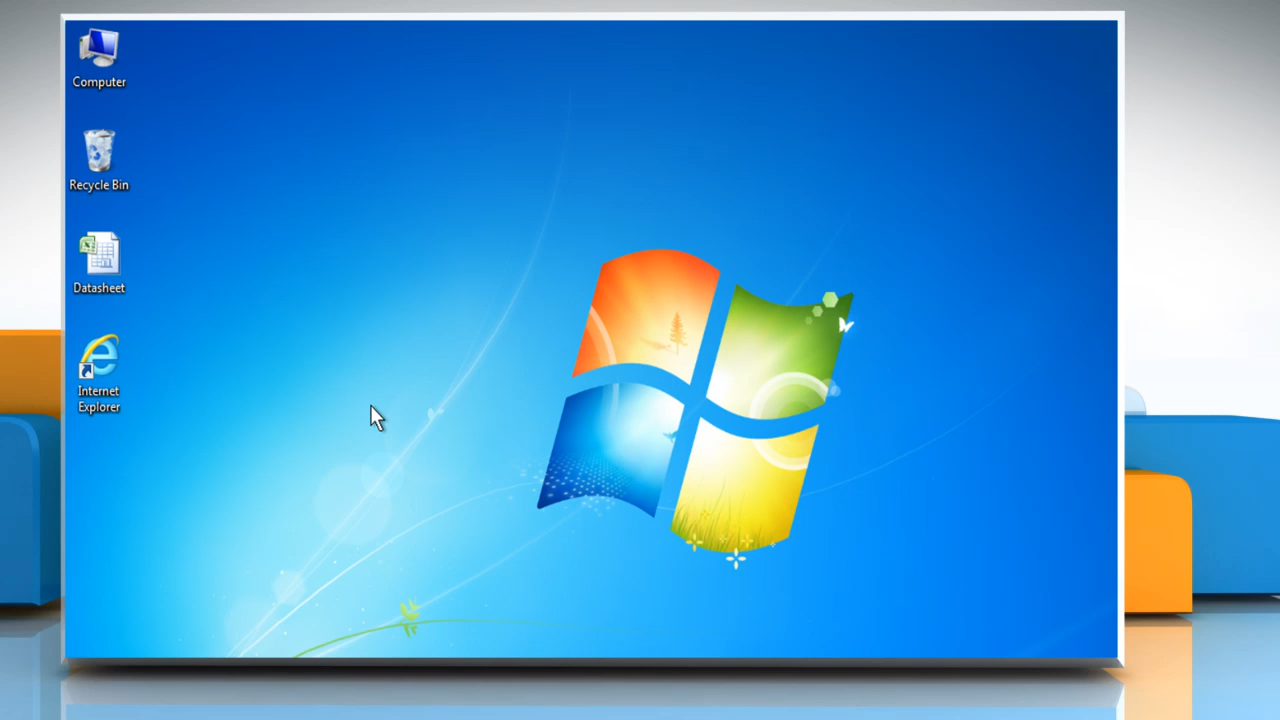 Computer
Recycle Bin
Datasheet
Internet
Explorer